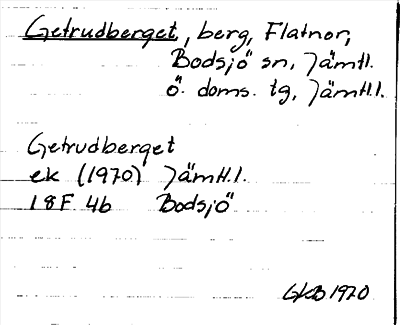 Getrudberget, berg, Flatnor,
Bodsjö sn, Jämtl.
Ö. doms. tg, Jämtl.l.
Getrudberget
ek (1970) Jämtl.l.
18F 4b Bodsjö
GKB 1970